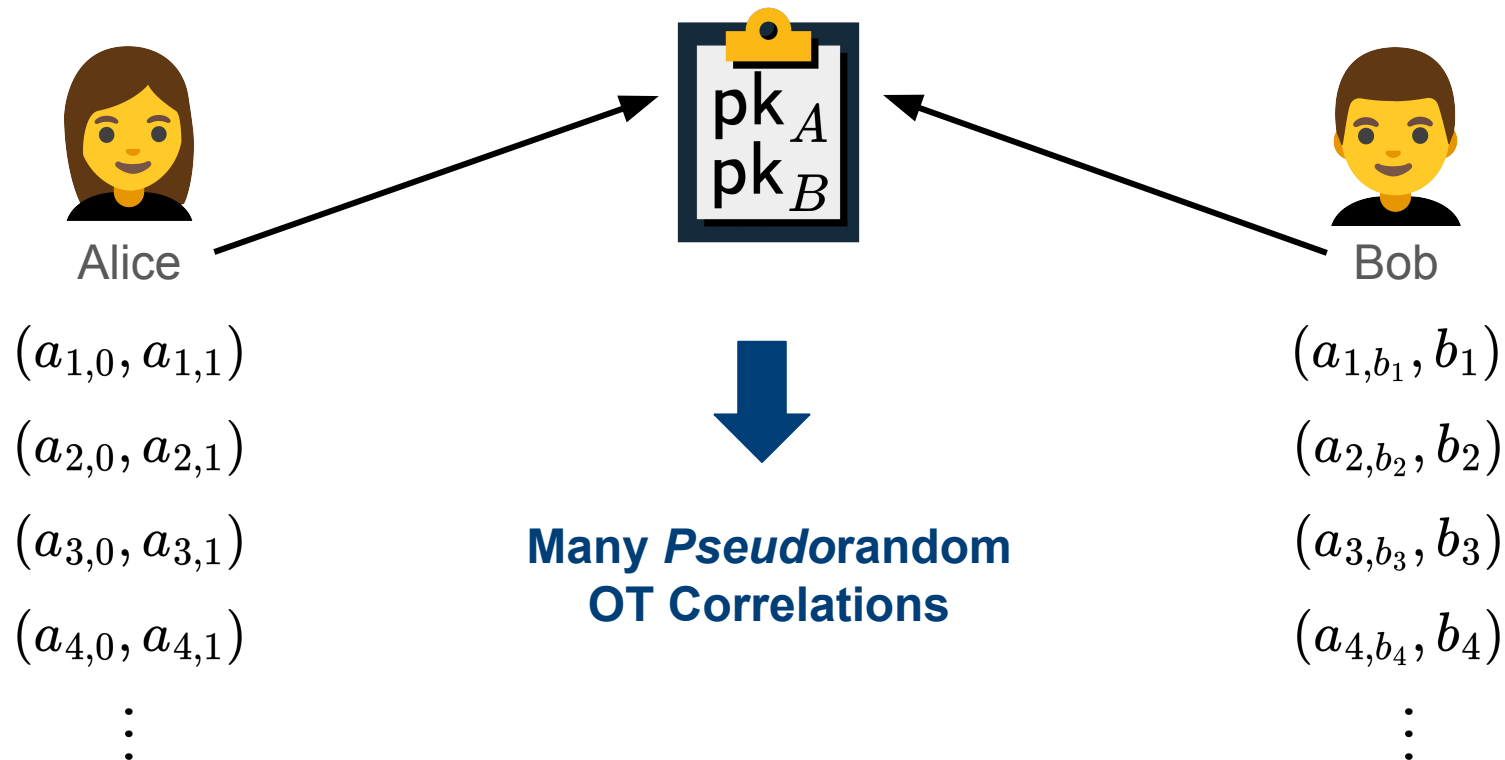 pk_A
pk_B
Alice
Bob
(a_{1,0}, a_{1,1})
(a_{1,b_1}, b_1)
(a_{2,0}, a_{2,1})
(a_{2,b_2}, b_2)
(a_{3,0}, a_{3,1})
(a_{3,b_3}, b_3)
(a_{4,0}, a_{4,1})
(a_{4,b_4}, b_4)
⋮
⋮
Many Pseudorandom
OT Correlations